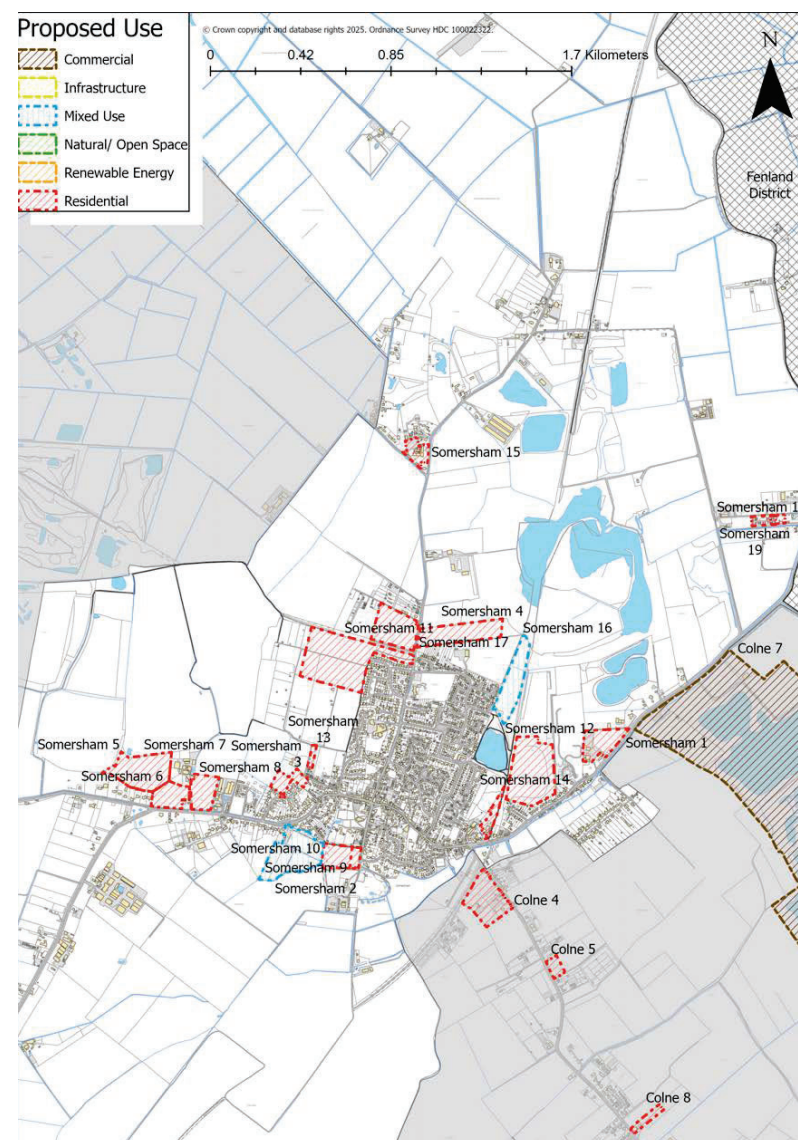 Proposed Use
Commercial
Infrastructure
Mixed Use
Natural/ Open Space
Renewable Energy
Residential
© Crown copyright and database rights 2025. Ordnance Survey HDC 100022322.
0 0.42 0.85 1.7 Kilometers
N
Fenland
District
Somersham 15
Somersham 1
Somersham
19
Somersham 4
Somersham 16
Somersham 11
Somersham 17
Colne 7
Somersham
13
Somersham 12
Somersham 1
Somersham 5
Somersham 7
Somersham
3
Somersham 6
Somersham 8
Somersham 14
Somersham 10
Somersham 9
Somersham 2
Colne 4
Colne 5
Colne 8